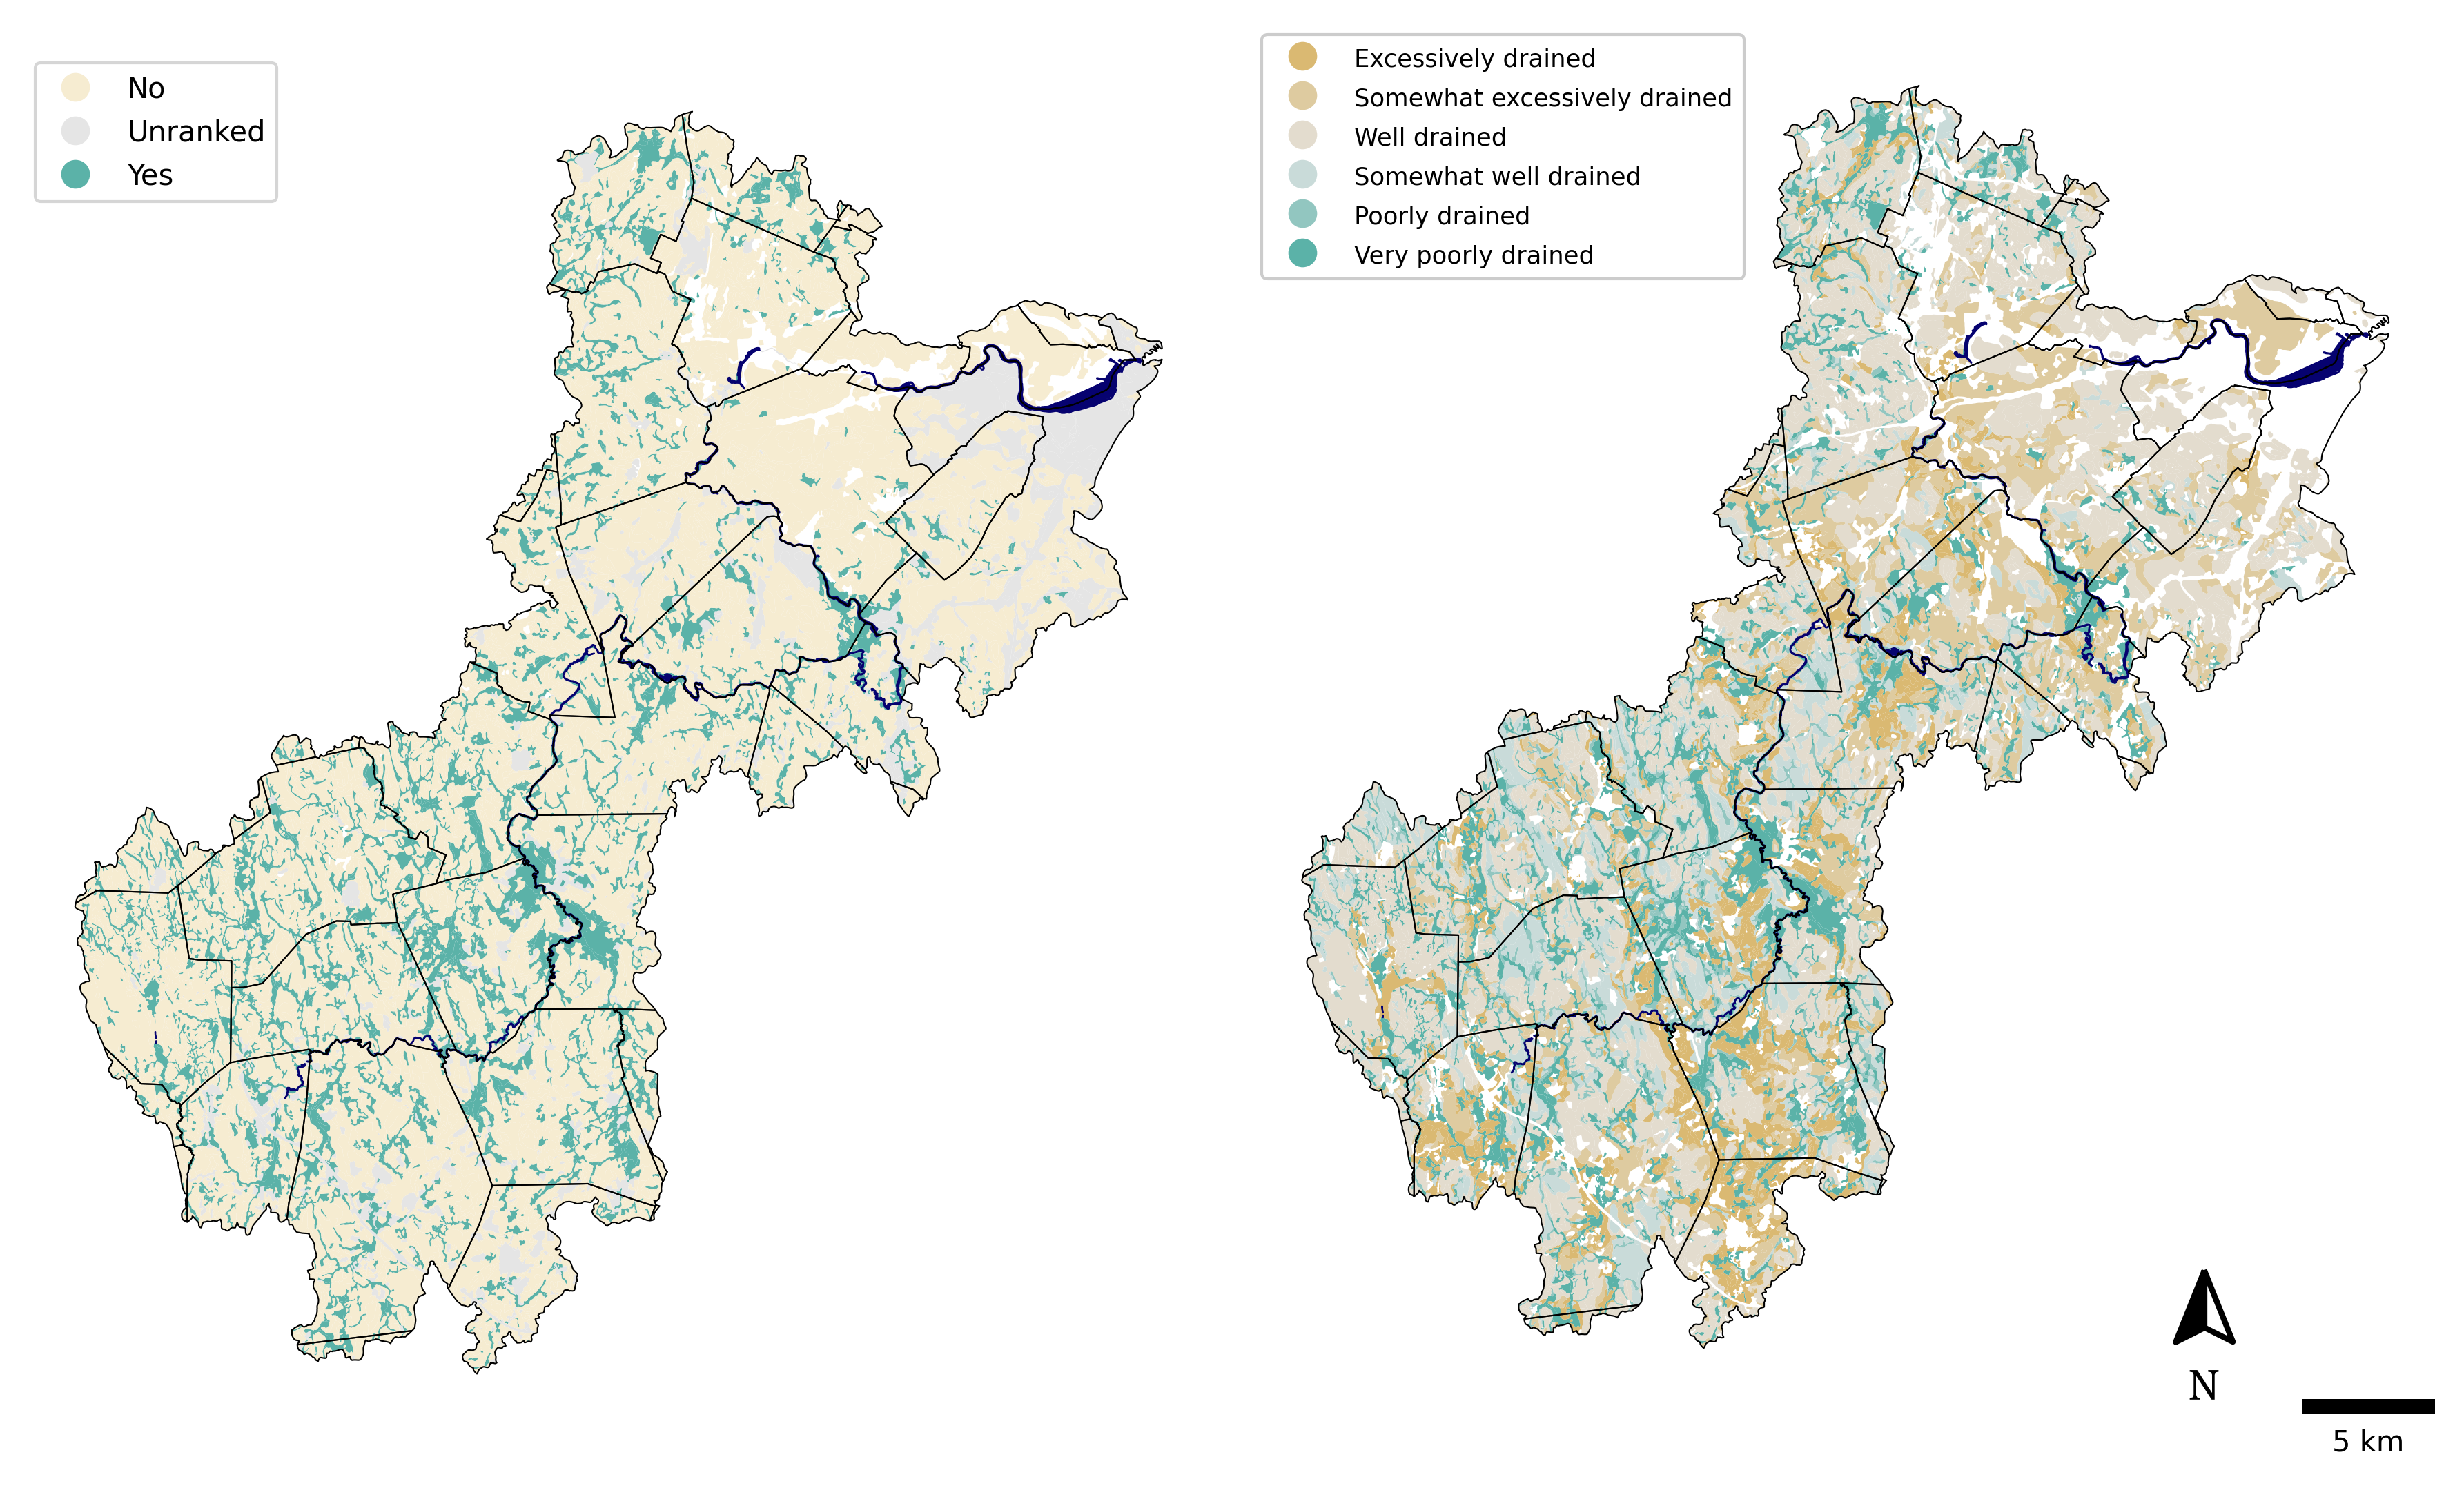 No
Unranked
Yes
Excessively drained
Somewhat excessively drained
Well drained
Somewhat well drained
Poorly drained
Very poorly drained
N
5 km